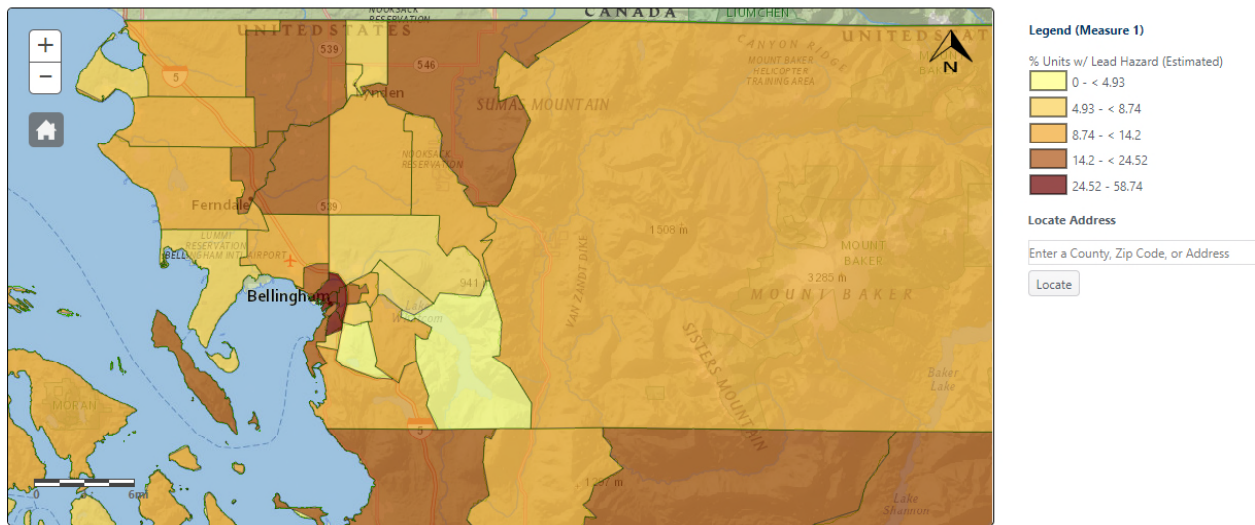 NOOKSACK
RESERVATION
CANADA
LIUMCHEN
UNITED STATES
539
546
5
+
−
CANYON RIDGE
MOUNT BAKER
HELICOPTER
TRAINING AREA
N
Lynden
SUMAS MOUNTAIN
NOOKSACK
RESERVATION
Ferndale
539
LUMMI
RESERVATION
BELLINGHAM INTL AIRPORT
1508 m
VAN ZANDT DIKE
MOUNT
BAKER
3285 m
MOUNT BAKER
941
Bellingham
Lake
Whatcom
SISTERS MOUNTAIN
Baker
Lake
MORAN
5
0
6mi
Lake
Shannon
Legend (Measure 1)
% Units w/ Lead Hazard (Estimated)
0 - < 4.93
4.93 - < 8.74
8.74 - < 14.2
14.2 - < 24.52
24.52 - 58.74
Locate Address
Enter a County, Zip Code, or Address
Locate